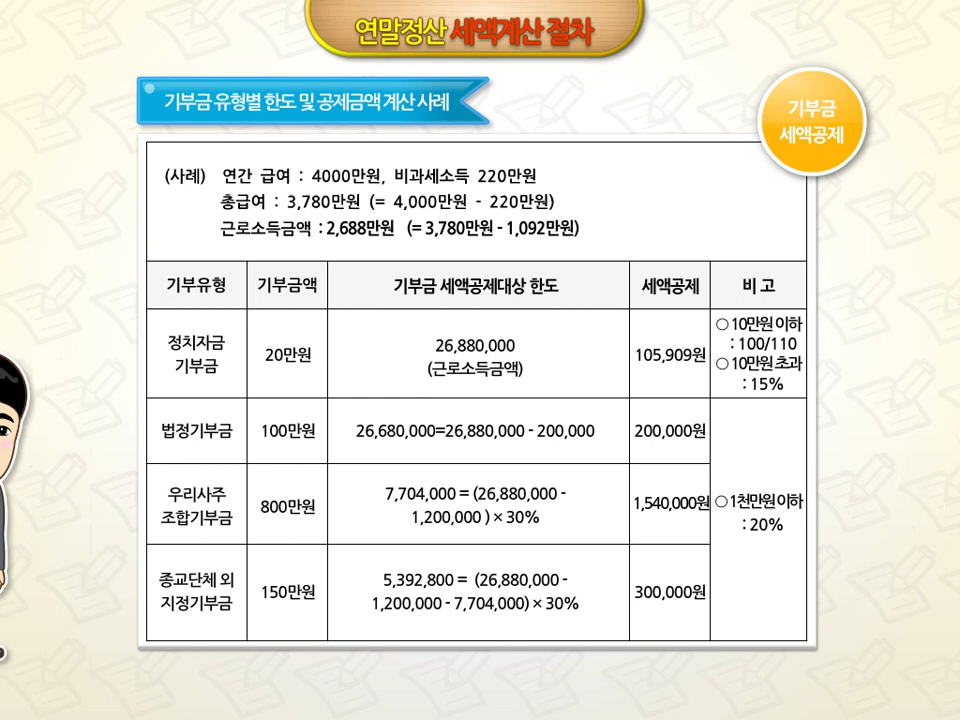 연말정산 세액계산 절차
기부금 유형별 한도 및 공제금액 계산 사례
기부금
세액공제
(사례) 연간 급여 : 4000만원, 비과세소득 220만원
총급여 : 3,780만원 (= 4,000만원 - 220만원)
근로소득금액 : 2,688만원 (= 3,780만원 - 1,092만원)
기부유형 기부금액 기부금 세액공제대상 한도 세액공제 비 고
정치자금
기부금
20만원
26,880,000
(근로소득금액)
105,909원
○ 10만원 이하
: 100/110
○ 10만원 초과
: 15%
법정기부금 100만원 26,680,000=26,880,000 - 200,000 200,000원
우리사주
조합기부금
800만원
7,704,000 = (26,880,000 -
1,200,000 ) × 30%
1,540,000원
○ 1천만원 이하
: 20%
종교단체 외
지정기부금
150만원
5,392,800 = (26,880,000 -
1,200,000 - 7,704,000) × 30%
300,000원